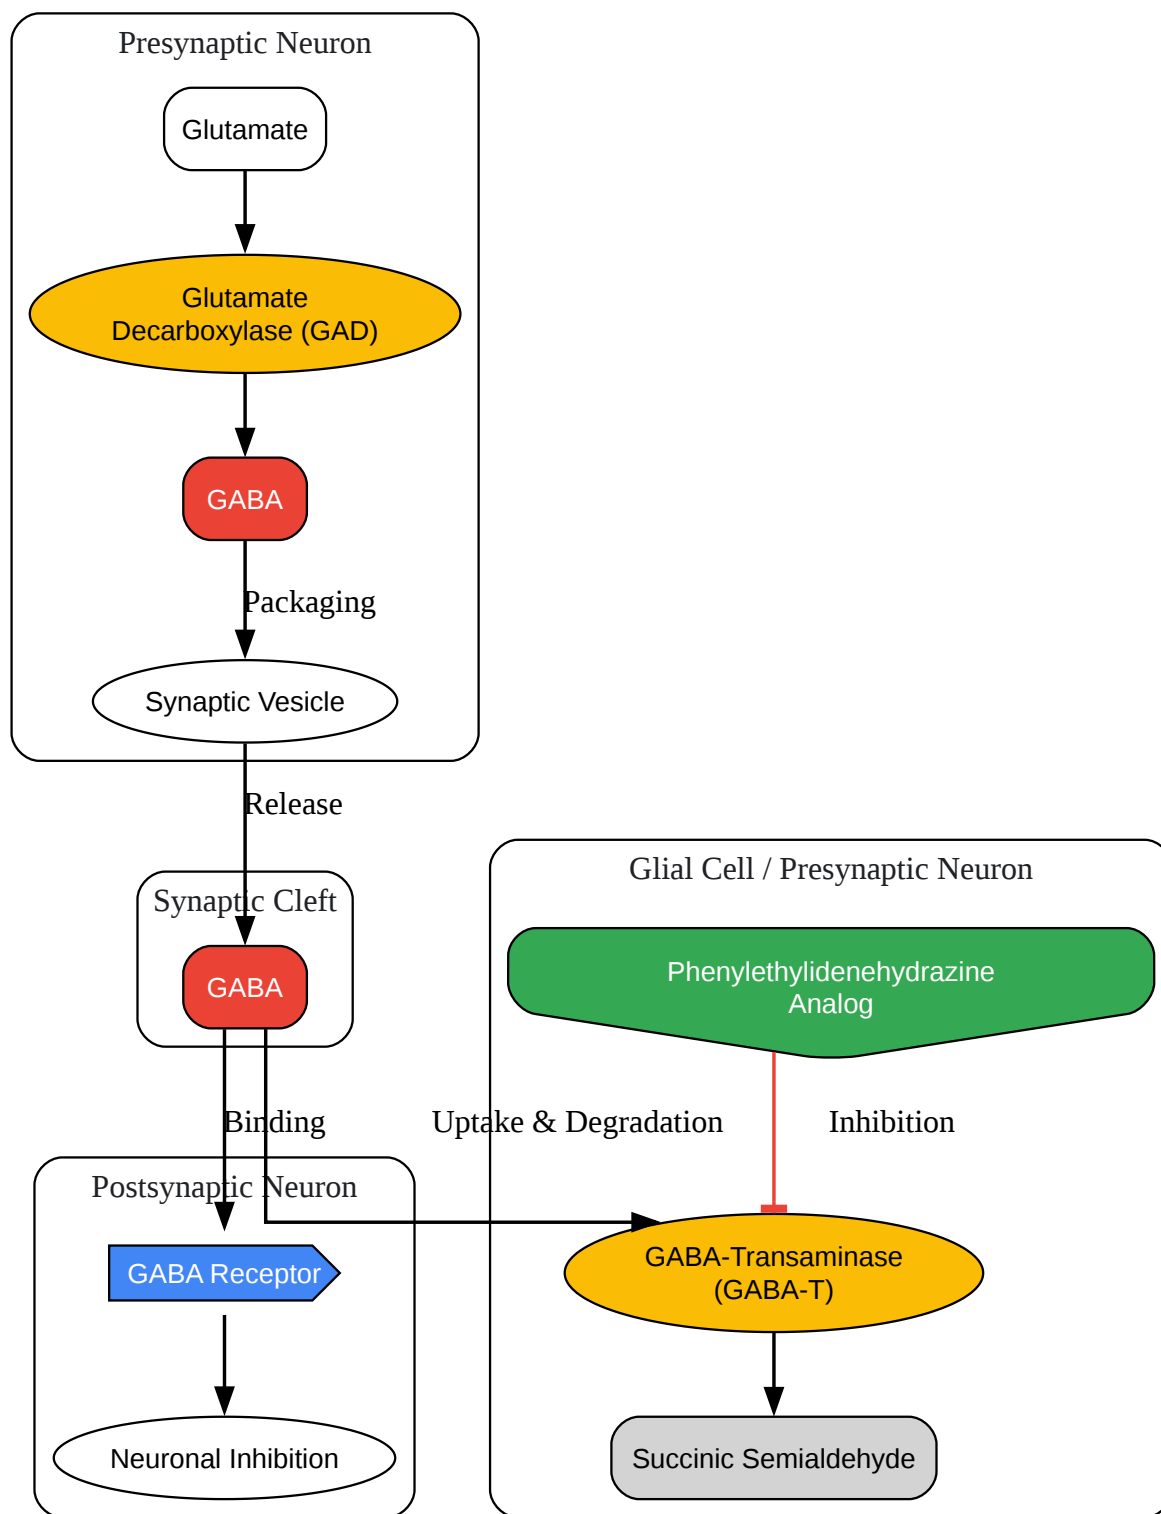 Presynaptic Neuron
Glutamate
Glutamate
Decarboxylase (GAD)
GABA
Packaging
Synaptic Vesicle
Release
Synaptic Cleft
GABA
Glial Cell / Presynaptic Neuron
Phenylethylidenehydrazine
Analog
Binding
Uptake & Degradation
Inhibition
Postsynaptic Neuron
GABA Receptor
GABA-Transaminase
(GABA-T)
Neuronal Inhibition
Succinic Semialdehyde